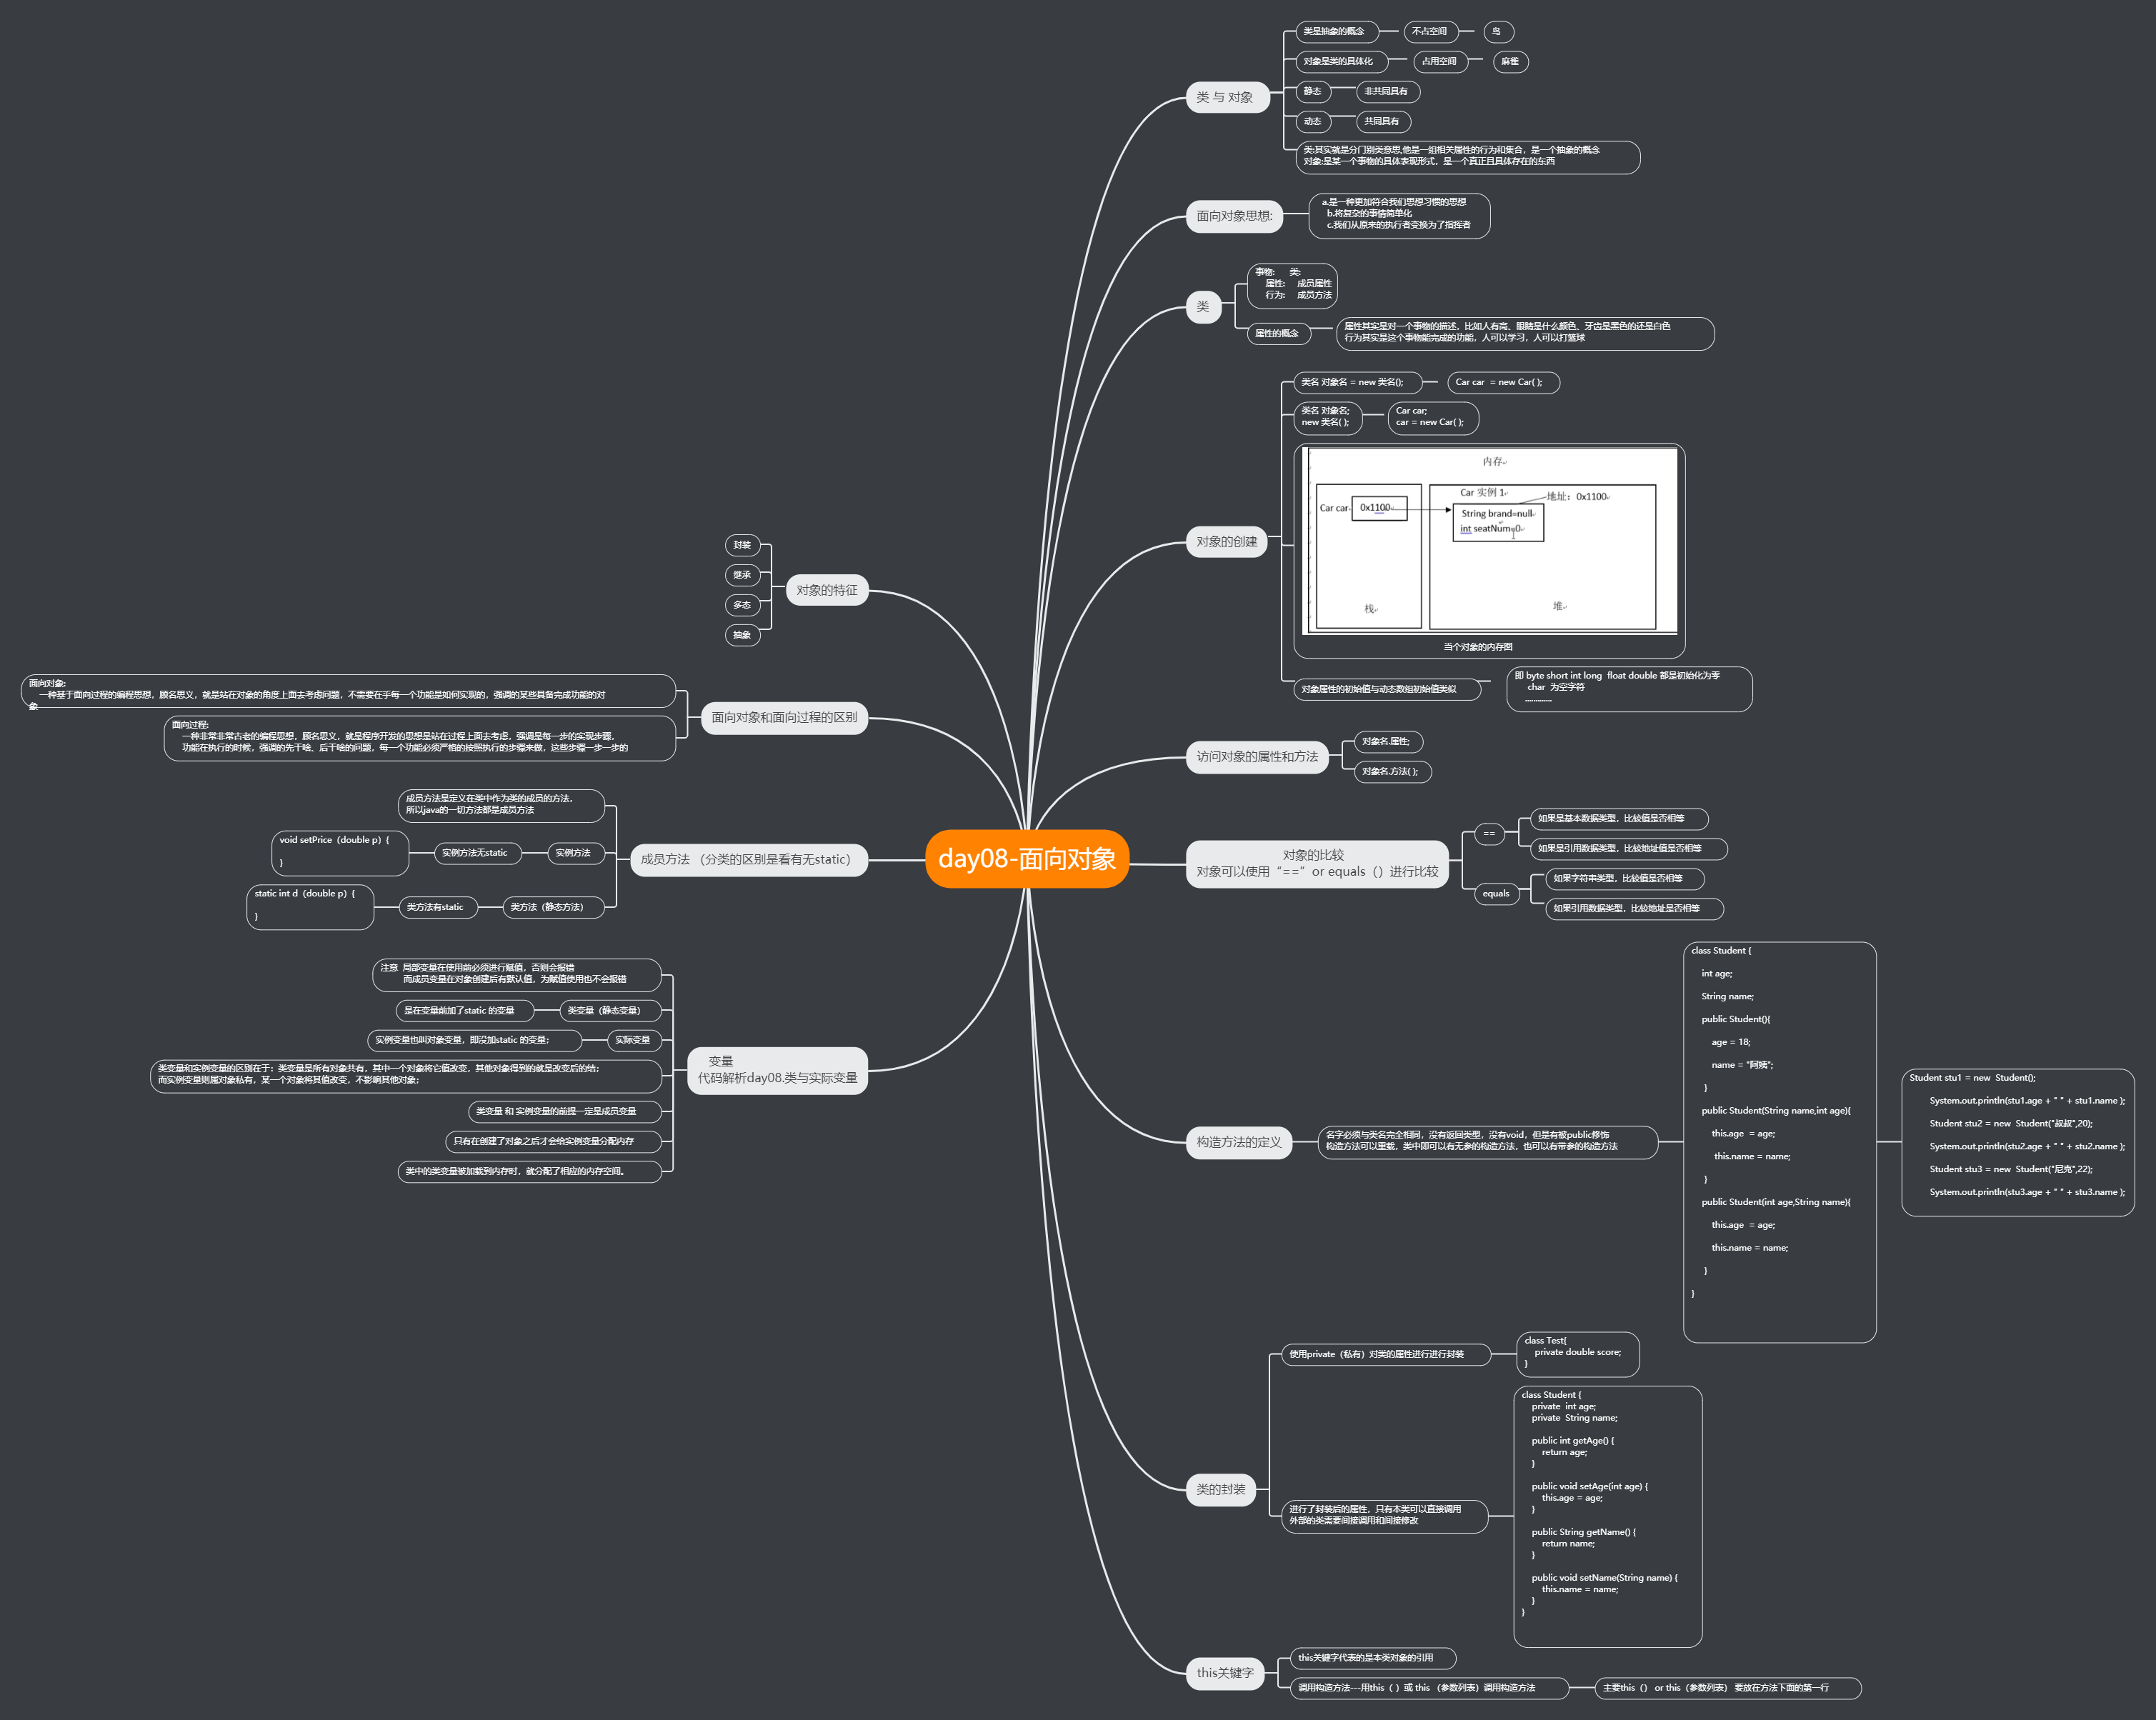 day08-面向对象
类 与 对象
类是抽象的概念
不占空间
鸟
对象是类的具体化
占用空间
麻雀
静态
非共同具有
动态
共同具有
类:其实就是分门别类意思,他是一组相关属性的行为和集合，是一个抽象的概念
对象:是某一个事物的具体表现形式，是一个真正且具体存在的东西
面向对象思想:
a.是一种更加符合我们思想习惯的思想
b.将复杂的事情简单化
c.我们从原来的执行者变换为了指挥者
类
事物: 类:
属性: 成员属性
行为: 成员方法
属性的概念
属性其实是对一个事物的描述，比如人有高、眼睛是什么颜色、牙齿是黑色的还是白色
行为其实是这个事物能完成的功能，人可以学习，人可以打篮球
对象的创建
类名 对象名 = new 类名();
Car car = new Car( );
类名 对象名;
new 类名( );
Car car;
car = new Car( );
内存
Car 实例 1
地址：0x1100
Car car
0x1100
String brand=null
int seatNum=0
栈
堆
当个对象的内存图
对象属性的初始值与动态数组初始值类似
即 byte short int long float double 都是初始化为零
char 为空字符
.............
访问对象的属性和方法
对象名.属性;
对象名.方法( );
对象的比较
对象可以使用“==”or equals（）进行比较
==
如果是基本数据类型，比较值是否相等
如果是引用数据类型，比较地址值是否相等
equals
如果字符串类型，比较值是否相等
如果引用数据类型，比较地址是否相等
构造方法的定义
名字必须与类名完全相同，没有返回类型，没有void，但是有被public修饰
构造方法可以重载，类中即可以有无参的构造方法，也可以有带参的构造方法
class Student {
int age;
String name;
public Student(){
age = 18;
name = "阿姨";
}
public Student(String name,int age){
this.age = age;
this.name = name;
}
public Student(int age,String name){
this.age = age;
this.name = name;
}
}
Student stu1 = new Student();
System.out.println(stu1.age + " " + stu1.name );
Student stu2 = new Student("叔叔",20);
System.out.println(stu2.age + " " + stu2.name );
Student stu3 = new Student("尼克",22);
System.out.println(stu3.age + " " + stu3.name );
类的封装
使用private（私有）对类的属性进行进行封装
class Test{
private double score;
}
进行了封装后的属性，只有本类可以直接调用
外部的类需要间接调用和间接修改
class Student {
private int age;
private String name;
public int getAge() {
return age;
}
public void setAge(int age) {
this.age = age;
}
public String getName() {
return name;
}
public void setName(String name) {
this.name = name;
}
}
this关键字
this关键字代表的是本类对象的引用
调用构造方法---用this（ ）或 this （参数列表）调用构造方法
主要this（） or this（参数列表） 要放在方法下面的第一行
对象的特征
封装
继承
多态
抽象
面向对象和面向过程的区别
面向对象:
一种基于面向过程的编程思想，顾名思义，就是站在对象的角度上面去考虑问题，不需要在乎每一个功能是如何实现的，强调的某些具备完成功能的对
象
面向过程:
一种非常非常古老的编程思想，顾名思义，就是程序开发的思想是站在过程上面去考虑，强调是每一步的实现步骤，
功能在执行的时候，强调的先干啥、后干啥的问题，每一个功能必须严格的按照执行的步骤来做，这些步骤一步一步的
成员方法 （分类的区别是看有无static）
成员方法是定义在类中作为类的成员的方法，
所以java的一切方法都是成员方法
实例方法
实例方法无static
void setPrice（double p）{
}
类方法（静态方法）
类方法有static
static int d（double p）{
}
变量
代码解析day08.类与实际变量
注意 局部变量在使用前必须进行赋值，否则会报错
而成员变量在对象创建后有默认值，为赋值使用也不会报错
类变量（静态变量）
是在变量前加了static 的变量
实际变量
实例变量也叫对象变量，即没加static 的变量；
类变量和实例变量的区别在于：类变量是所有对象共有，其中一个对象将它值改变，其他对象得到的就是改变后的结；
而实例变量则属对象私有，某一个对象将其值改变，不影响其他对象；
类变量 和 实例变量的前提一定是成员变量
只有在创建了对象之后才会给实例变量分配内存
类中的类变量被加载到内存时，就分配了相应的内存空间。